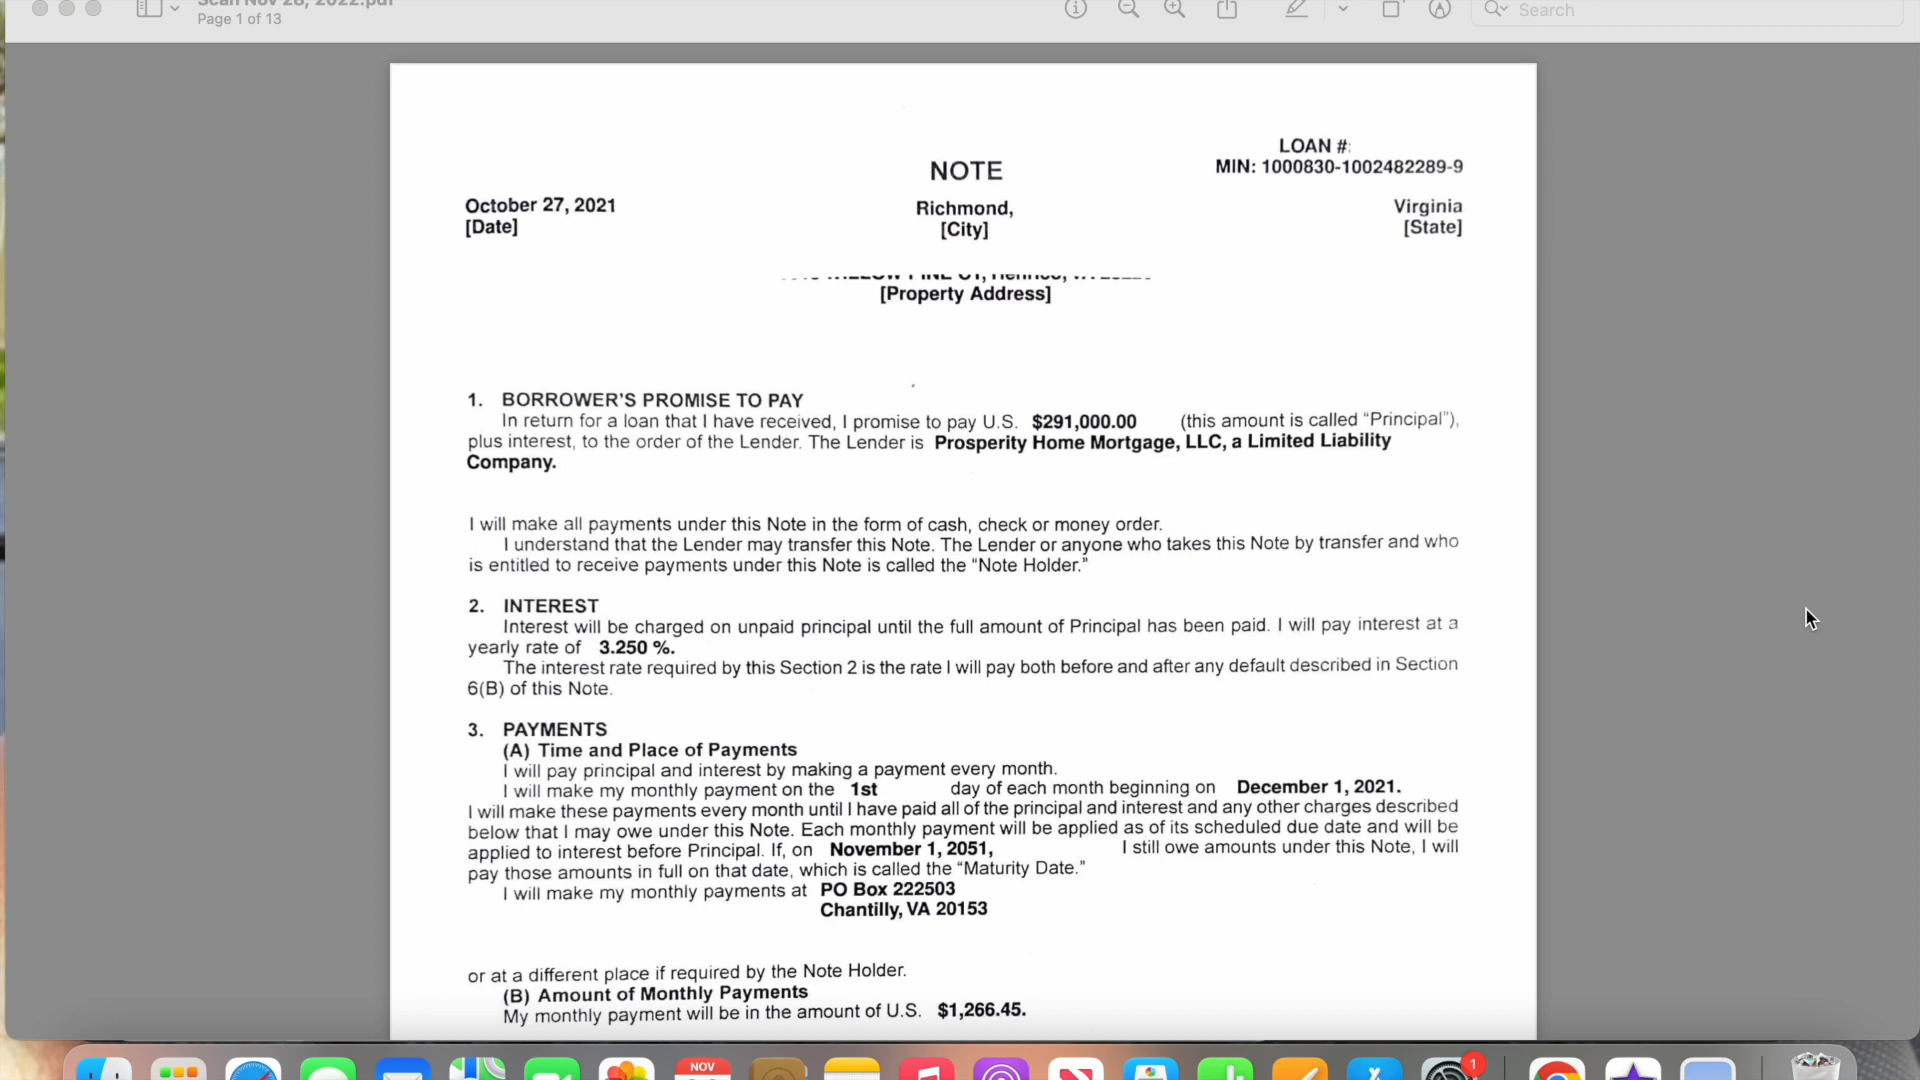 Scan Nov 28, 2022.pdf
Page 1 of 13
Search
LOAN #:
NOTE
MIN: 1000830-1002482289-9
October 27, 2021
Richmond,
Virginia
[Date]
[City]
[State]
[Property Address]
1. BORROWER'S PROMISE TO PAY
In return for a loan that I have received, I promise to pay U.S. $291,000.00 (this amount is called “Principal”),
plus interest, to the order of the Lender. The Lender is Prosperity Home Mortgage, LLC, a Limited Liability
Company.
I will make all payments under this Note in the form of cash, check or money order.
I understand that the Lender may transfer this Note. The Lender or anyone who takes this Note by transfer and who
is entitled to receive payments under this Note is called the “Note Holder.”
2. INTEREST
Interest will be charged on unpaid principal until the full amount of Principal has been paid. I will pay interest at a
yearly rate of 3.250 %.
The interest rate required by this Section 2 is the rate I will pay both before and after any default described in Section
6(B) of this Note.
3. PAYMENTS
(A) Time and Place of Payments
I will pay principal and interest by making a payment every month.
I will make my monthly payment on the 1st day of each month beginning on December 1, 2021.
I will make these payments every month until I have paid all of the principal and interest and any other charges described
below that I may owe under this Note. Each monthly payment will be applied as of its scheduled due date and will be
applied to interest before Principal. If, on November 1, 2051, I still owe amounts under this Note, I will
pay those amounts in full on that date, which is called the “Maturity Date.”
I will make my monthly payments at PO Box 222503
Chantilly, VA 20153
or at a different place if required by the Note Holder.
(B) Amount of Monthly Payments
My monthly payment will be in the amount of U.S. $1,266.45.
NOV
1